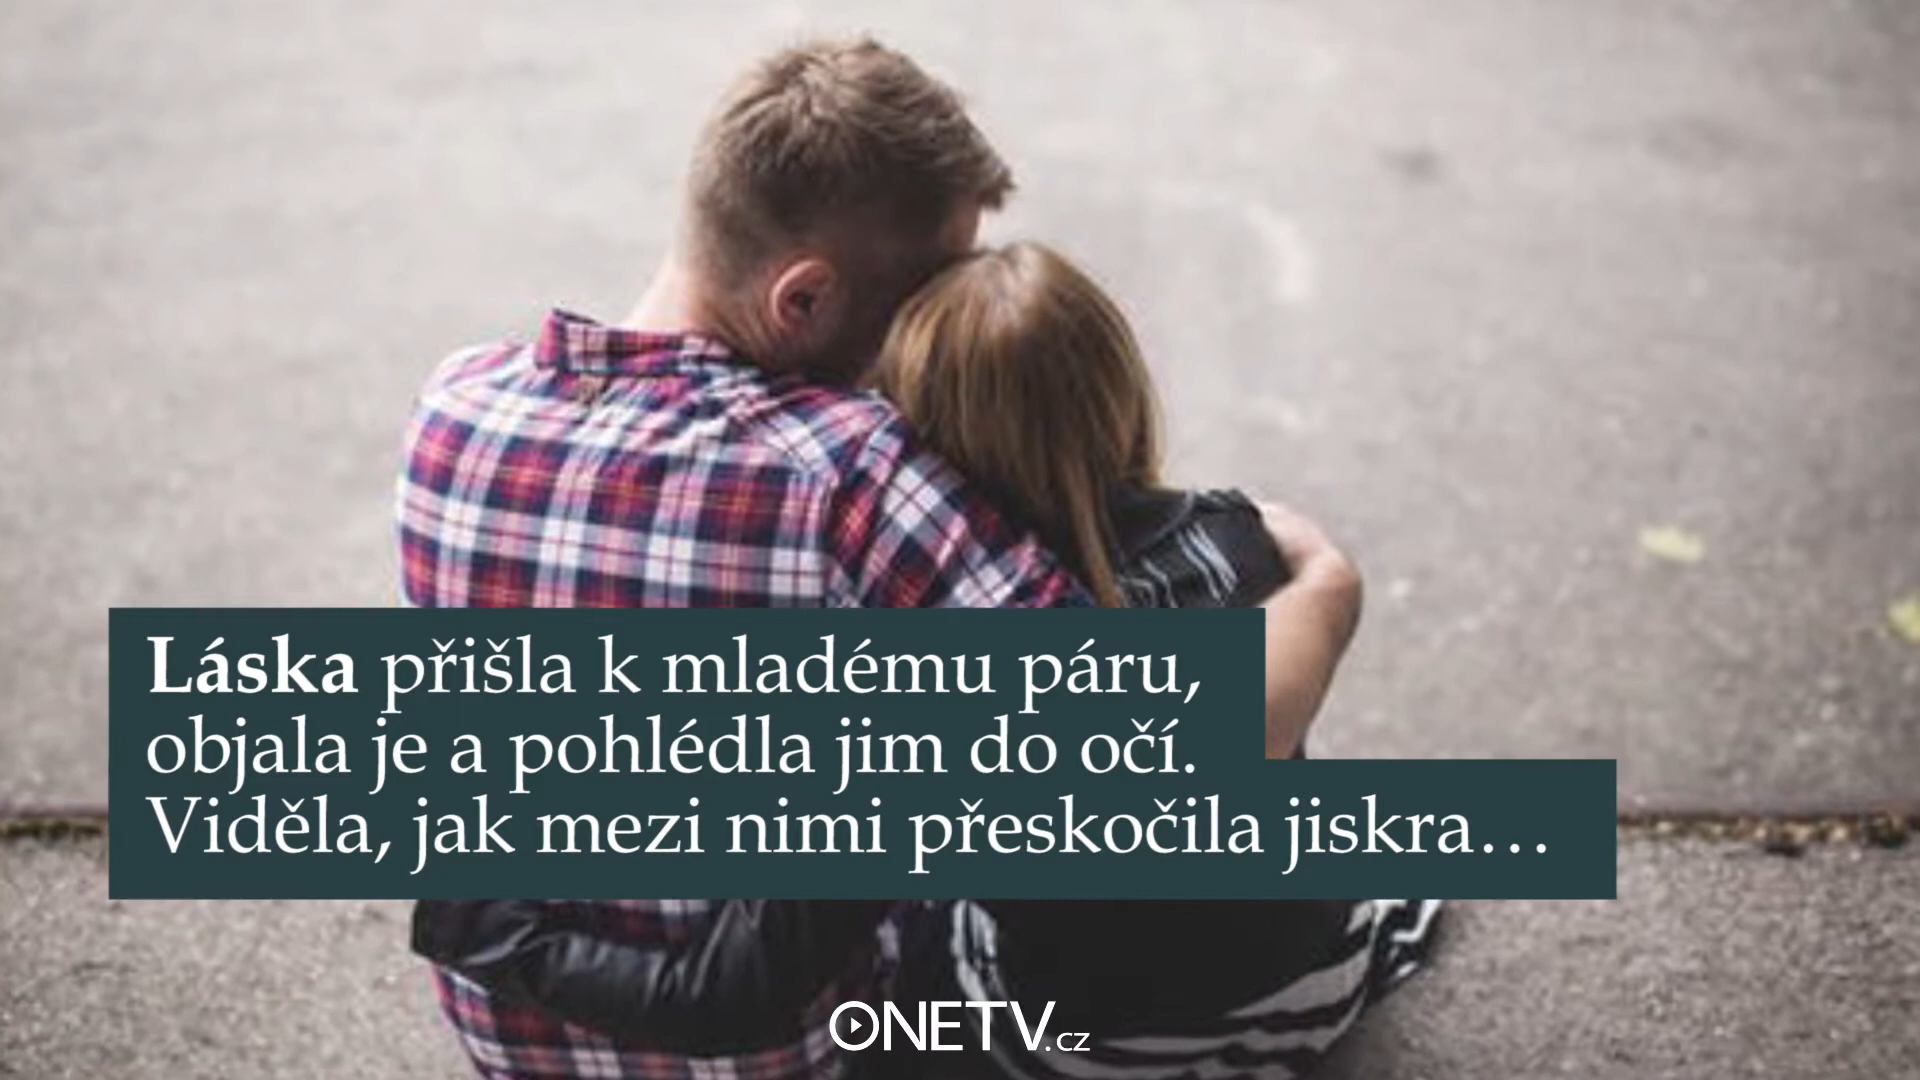 Láska přišla k mladému páru,
objala je a pohlédla jim do očí.
Viděla, jak mezi nimi přeskočila jiskra…
ONETV.cz